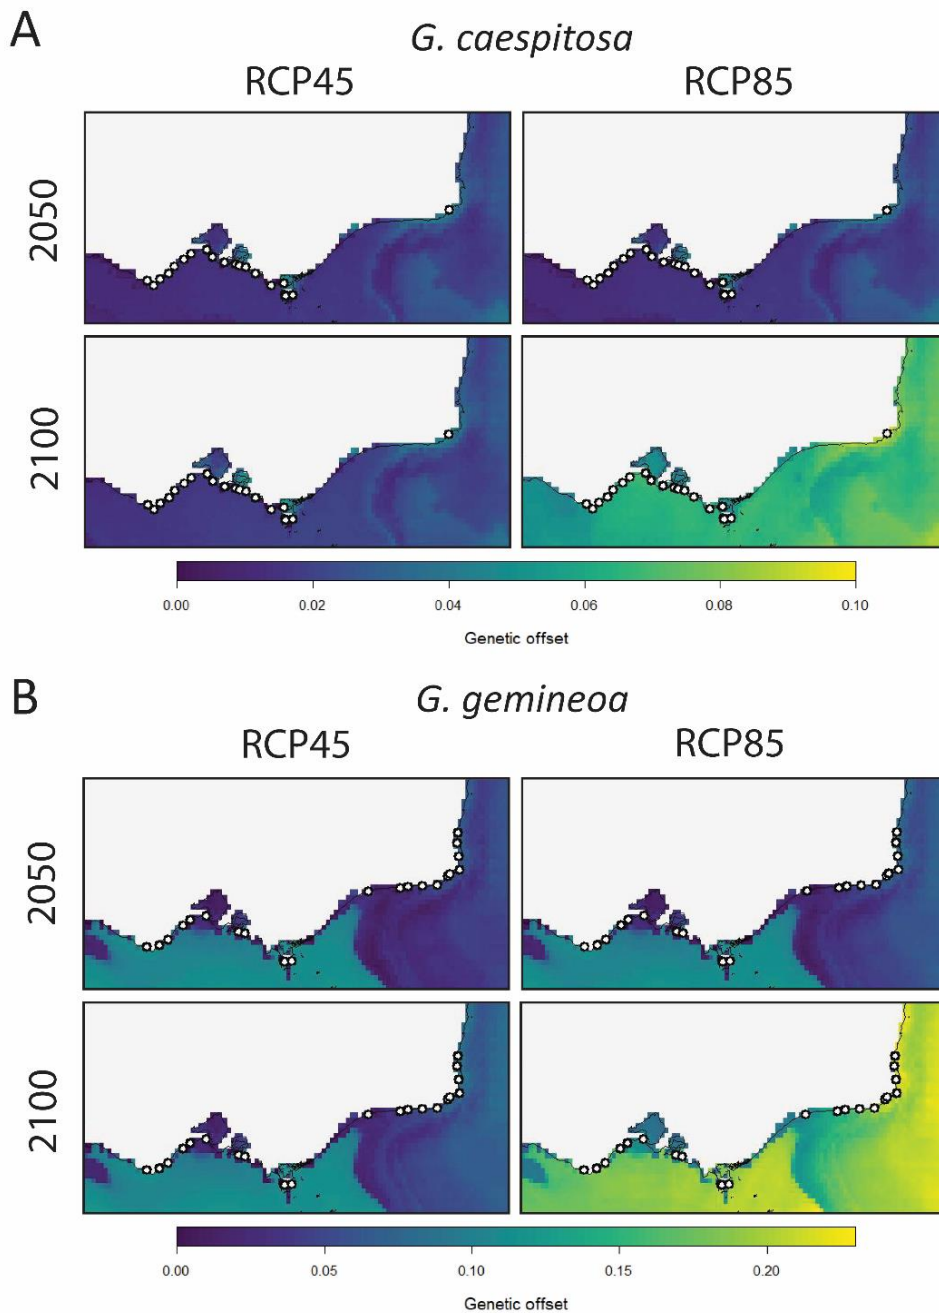 A
G. caespitosa
RCP45 RCP85
2050
2100
0.00 0.02 0.04 0.06 0.08 0.10
Genetic offset
B
G. gemineoa
RCP45 RCP85
2050
2100
0.00 0.05 0.10 0.15 0.20
Genetic offset